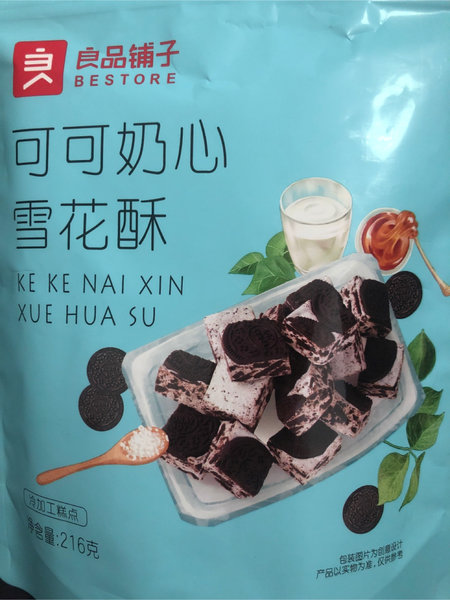 良品铺子
BESTORE
可可奶心
雪花酥
KE KE NAI XIN
XUE HUA SU
冷加工糕点
净含量:216克
包装图片为创意设计
产品以实物为准,仅供参考